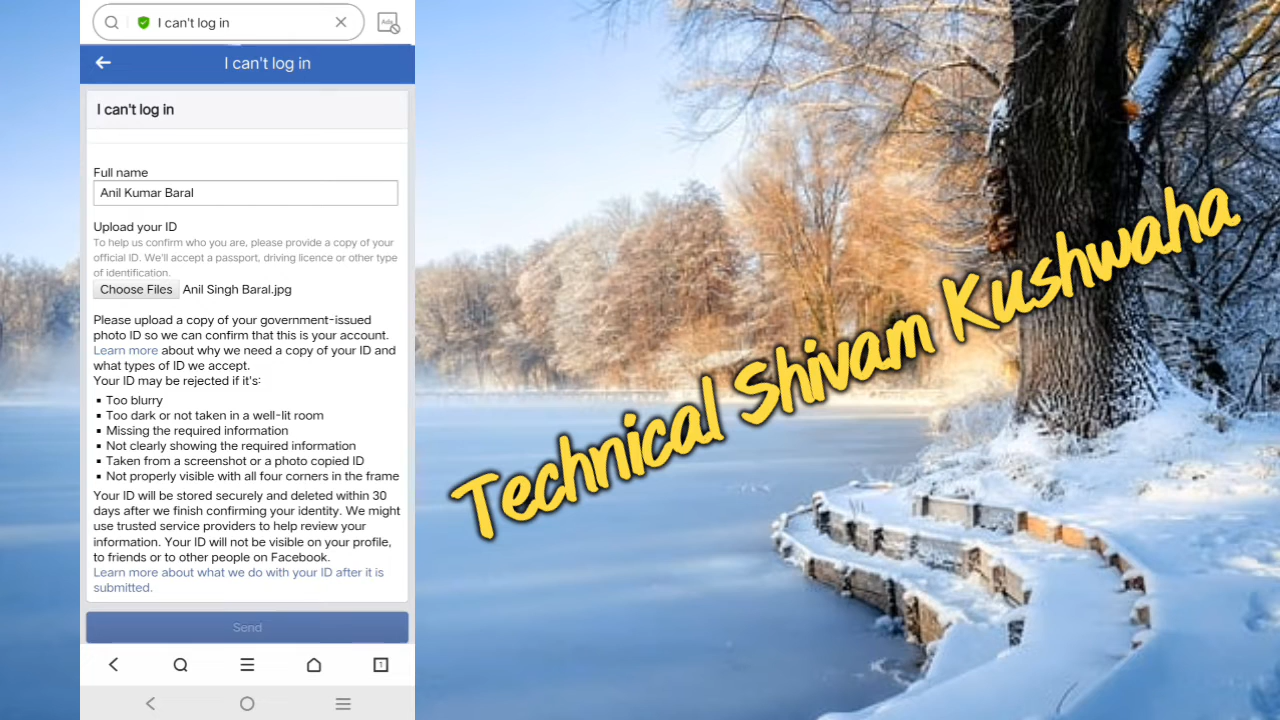 I can't log in
I can't log in
I can't log in
Full name
Anil Kumar Baral
Upload your ID
To help us confirm who you are, please provide a copy of your
official ID. We'll accept a passport, driving licence or other type
of identification.
Choose Files Anil Singh Baral.jpg
Please upload a copy of your government-issued
photo ID so we can confirm that this is your account.
Learn more about why we need a copy of your ID and
what types of ID we accept.
Your ID may be rejected if it's:
▪ Too blurry
▪ Too dark or not taken in a well-lit room
▪ Missing the required information
▪ Not clearly showing the required information
▪ Taken from a screenshot or a photo copied ID
▪ Not properly visible with all four corners in the frame
Your ID will be stored securely and deleted within 30
days after we finish confirming your identity. We might
use trusted service providers to help review your
information. Your ID will not be visible on your profile,
to friends or to other people on Facebook.
Learn more about what we do with your ID after it is
submitted.
Send
Technical Shivam Kushwaha